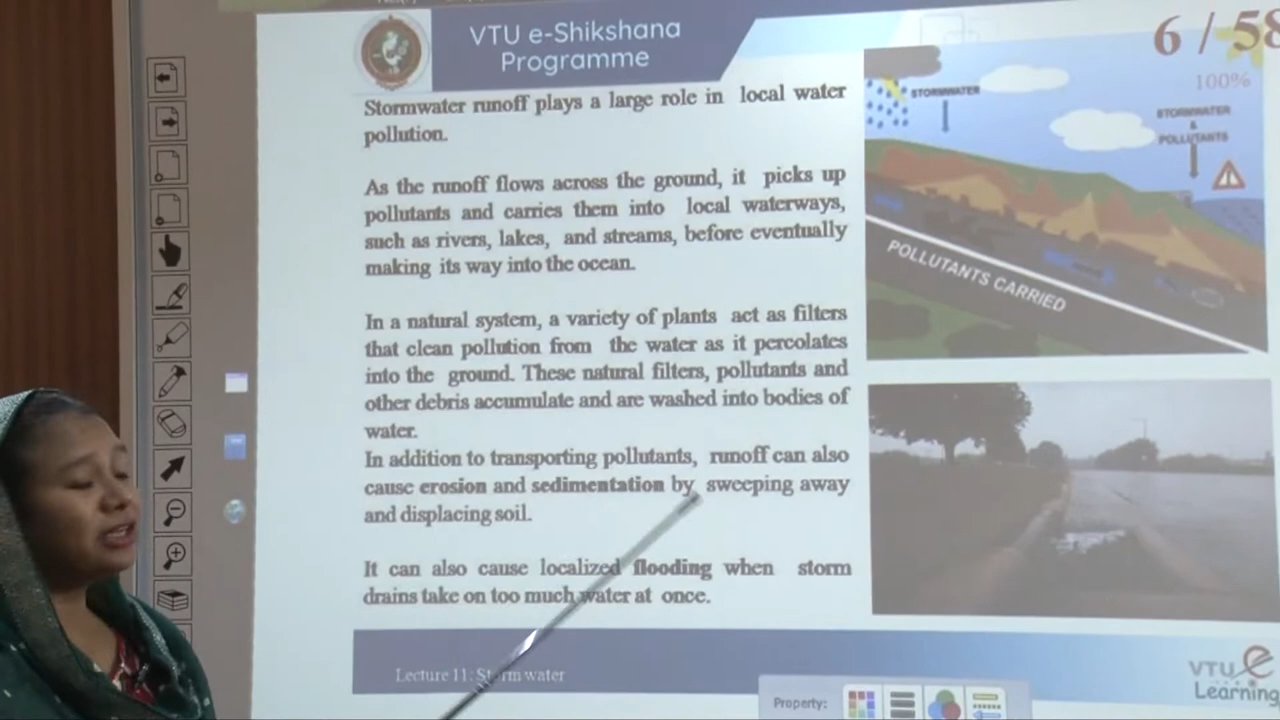 VTU e-Shikshana
Programme
6 / 58
100%
Stormwater runoff plays a large role in local water
pollution.
As the runoff flows across the ground, it picks up
pollutants and carries them into local waterways,
such as rivers, lakes, and streams, before eventually
making its way into the ocean.
In a natural system, a variety of plants act as filters
that clean pollution from the water as it percolates
into the ground. These natural filters, pollutants and
other debris accumulate and are washed into bodies of
water.
In addition to transporting pollutants, runoff can also
cause erosion and sedimentation by sweeping away
and displacing soil.
It can also cause localized flooding when storm
drains take on too much water at once.
STORMWATER
STORMWATER
&
POLLUTANTS
POLLUTANTS CARRIED
Lecture 11: Storm water
VTU e
Learning
Property: